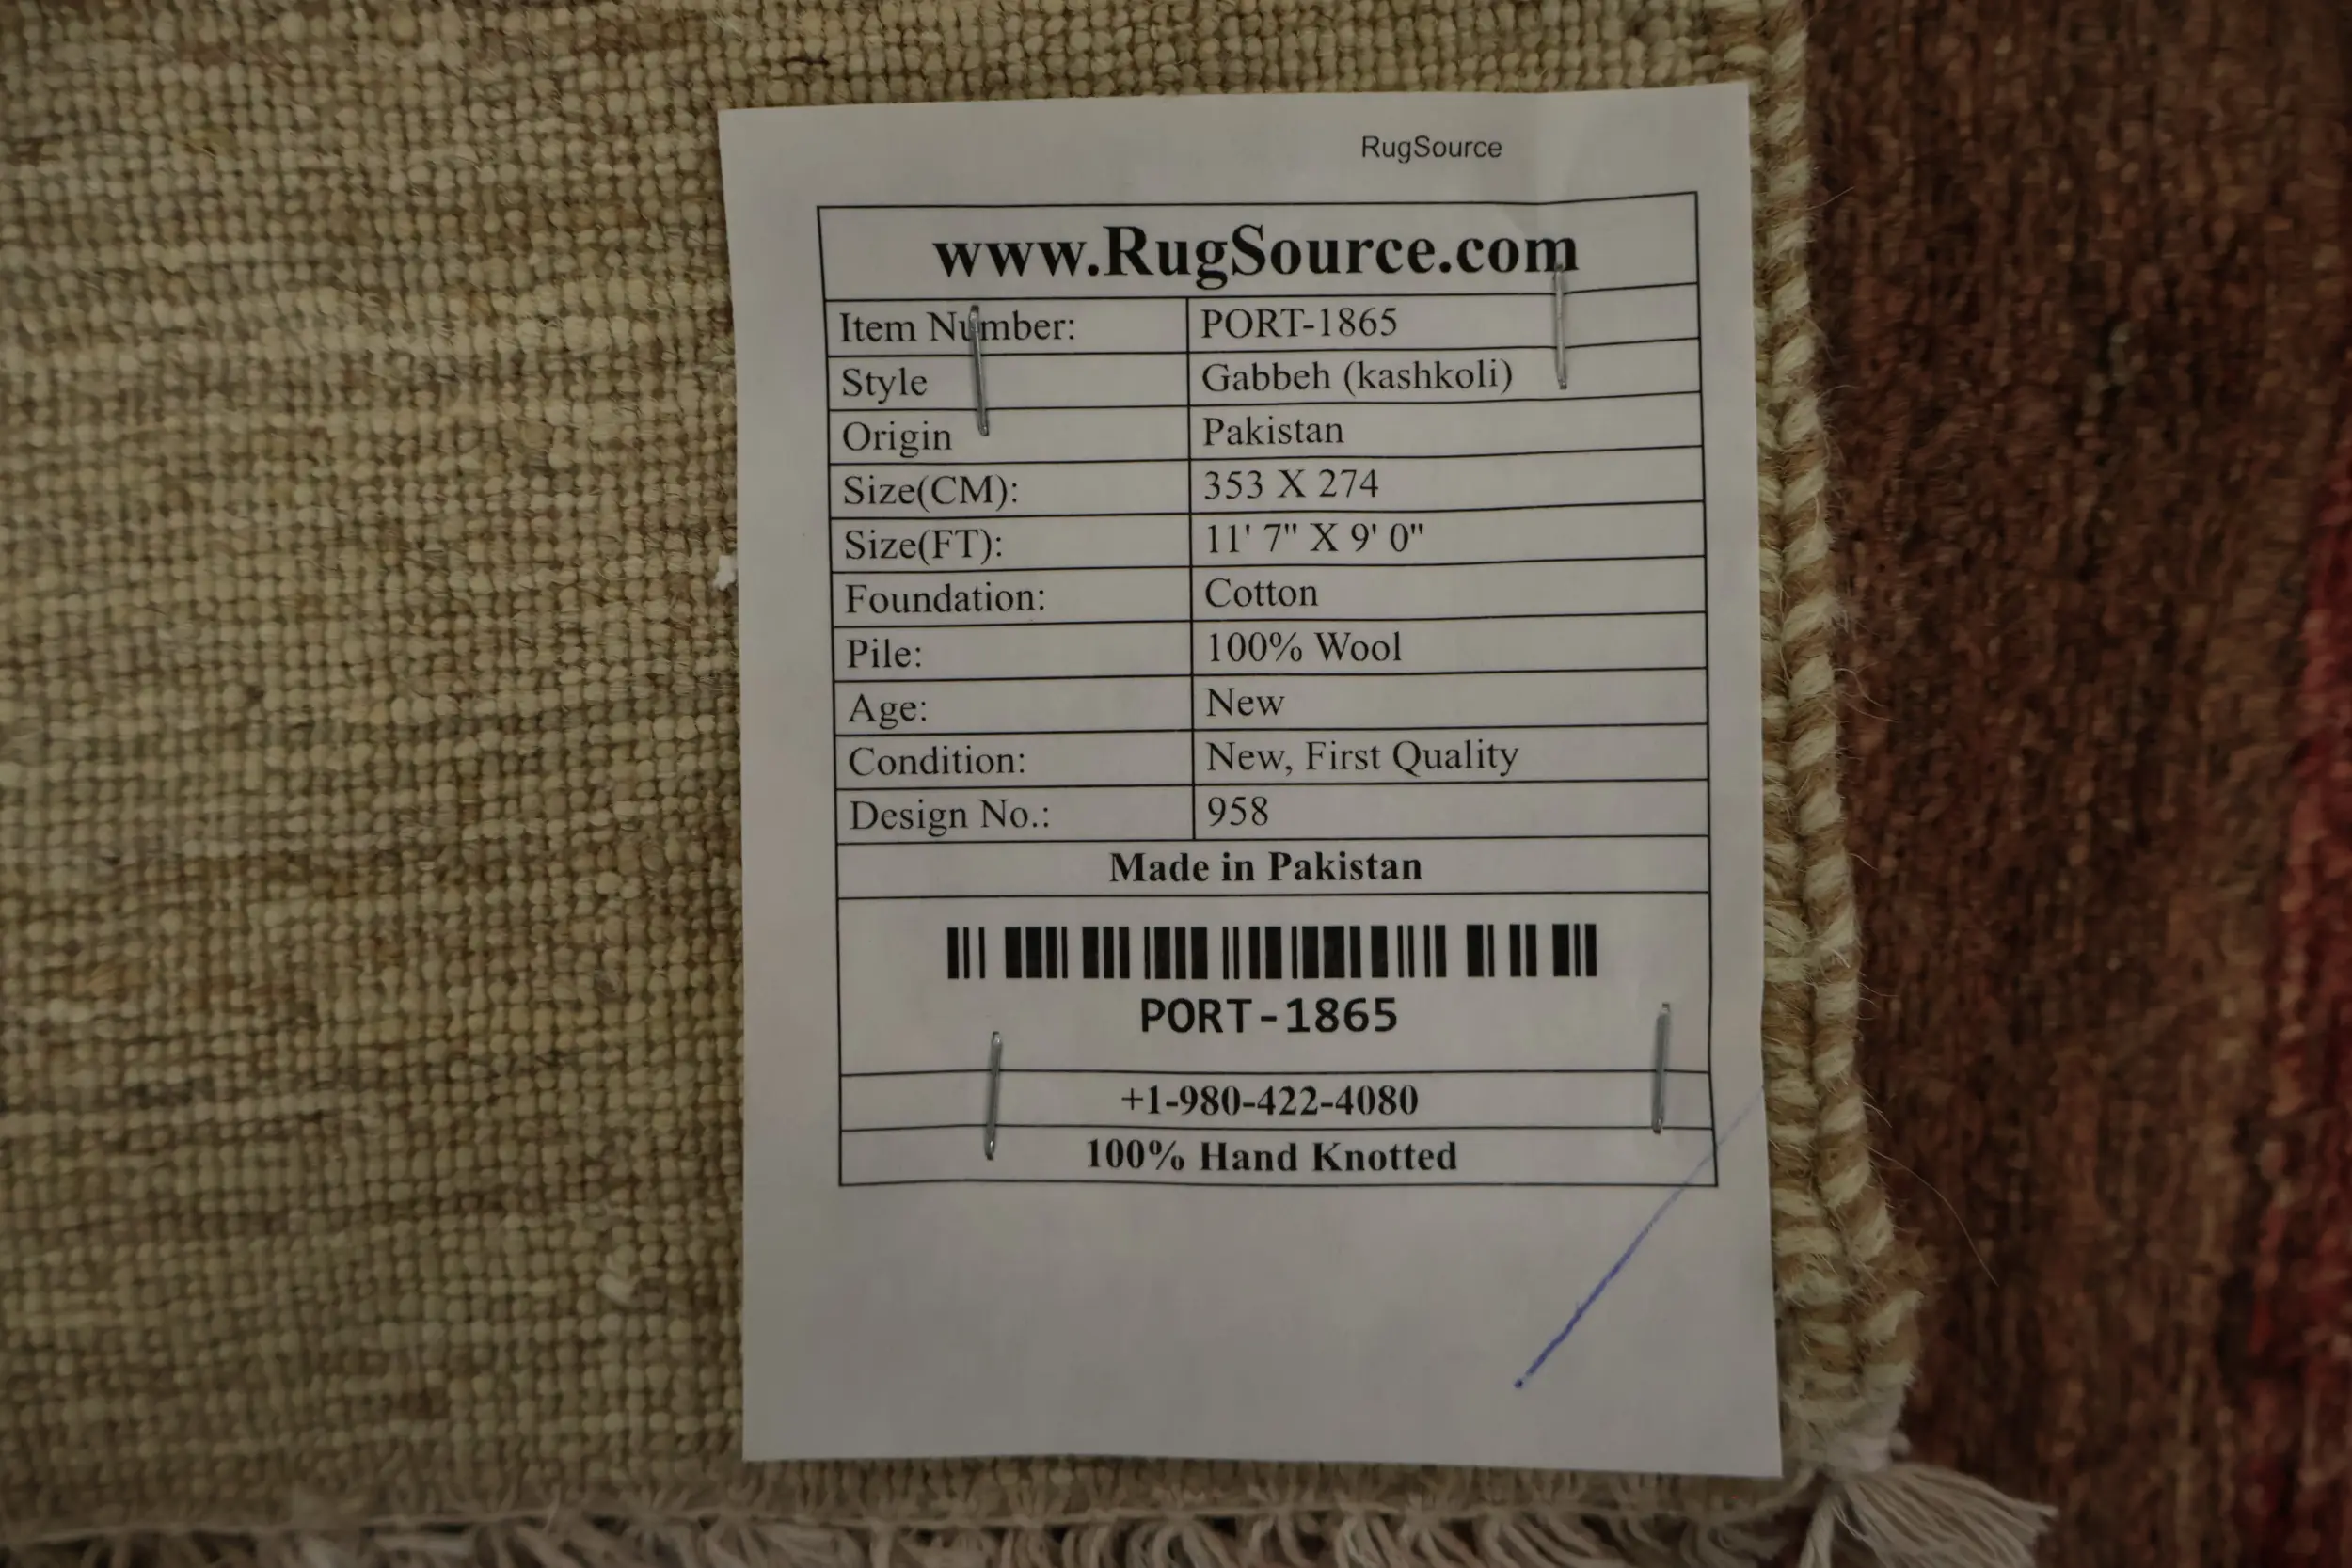 RugSource
www.RugSource.com
Item Number: PORT-1865
Style Gabbeh (kashkoli)
Origin Pakistan
Size(CM): 353 X 274
Size(FT): 11' 7" X 9' 0"
Foundation: Cotton
Pile: 100% Wool
Age: New
Condition: New, First Quality
Design No.: 958
Made in Pakistan
PORT-1865
+1-980-422-4080
100% Hand Knotted